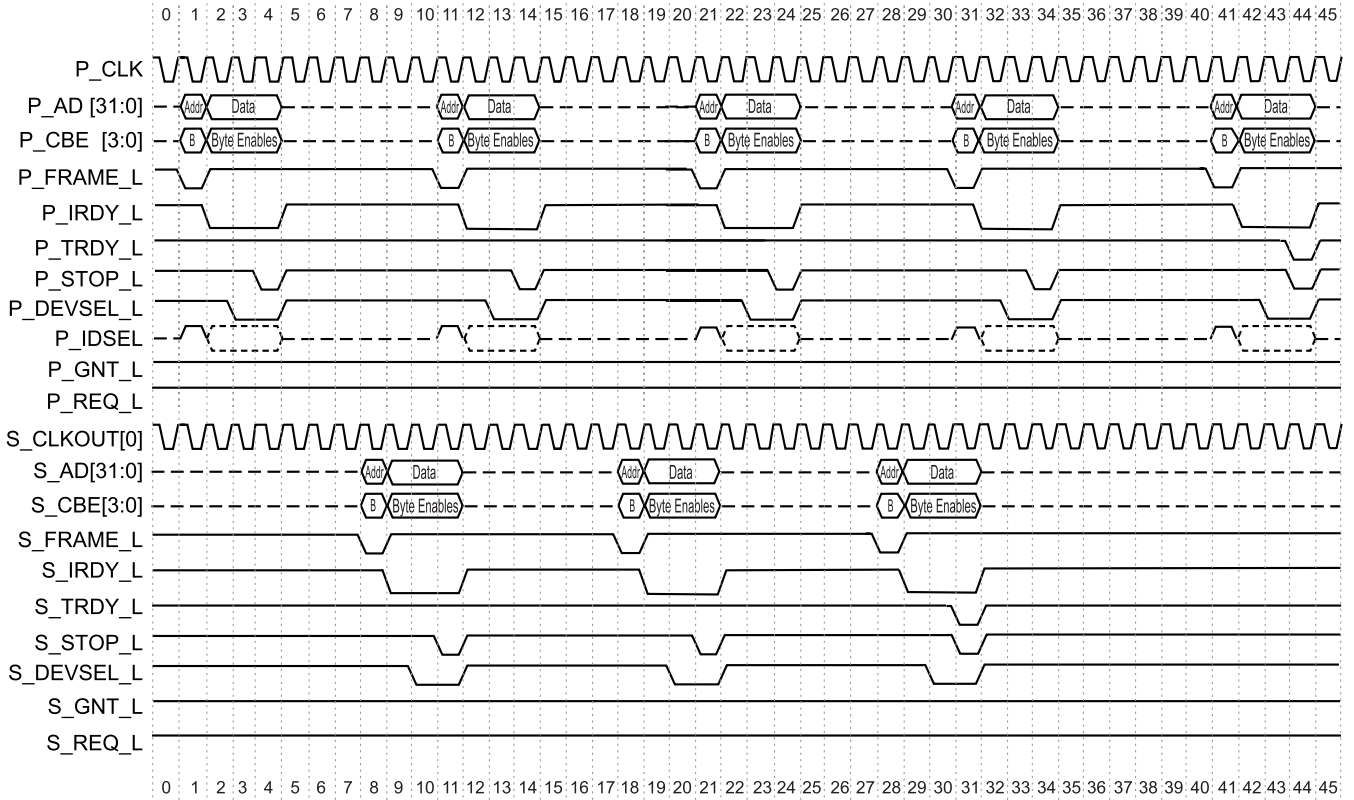 0 1 2 3 4 5 6 7 8 9 10 11 12 13 14 15 16 17 18 19 20 21 22 23 24 25 26 27 28 29 30 31 32 33 34 35 36 37 38 39 40 41 42 43 44 45
P_CLK
P_AD [31:0] Addr Data Addr Data Addr Data Addr Data Addr Data
P_CBE [3:0] B Byte Enables B Byte Enables B Byte Enables B Byte Enables B Byte Enables
P_FRAME_L
P_IRDY_L
P_TRDY_L
P_STOP_L
P_DEVSEL_L
P_IDSEL
P_GNT_L
P_REQ_L
S_CLKOUT[0]
S_AD[31:0] Addr Data Addr Data Addr Data
S_CBE[3:0] B Byte Enables B Byte Enables B Byte Enables
S_FRAME_L
S_IRDY_L
S_TRDY_L
S_STOP_L
S_DEVSEL_L
S_GNT_L
S_REQ_L
0 1 2 3 4 5 6 7 8 9 10 11 12 13 14 15 16 17 18 19 20 21 22 23 24 25 26 27 28 29 30 31 32 33 34 35 36 37 38 39 40 41 42 43 44 45